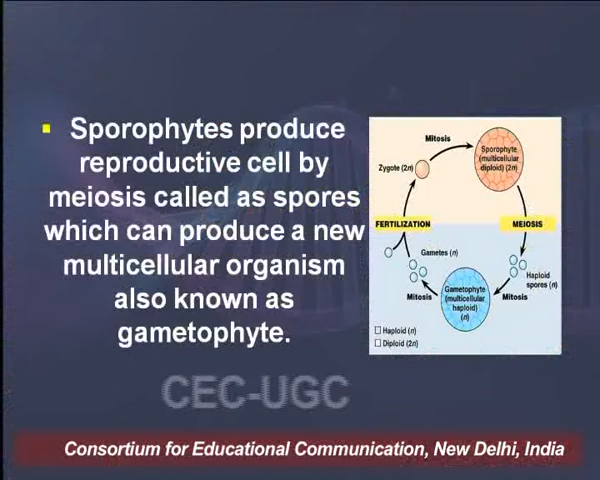 Sporophytes produce
reproductive cell by
meiosis called as spores
which can produce a new
multicellular organism
also known as
gametophyte.
Mitosis
Sporophyte
(multicellular
diploid) (2n)
Zygote (2n)
FERTILIZATION
MEIOSIS
Gametes (n)
Haploid
spores (n)
Mitosis
Gametophyte
(multicellular
haploid)
(n)
Mitosis
Haploid (n)
Diploid (2n)
CEC-UGC
Consortium for Educational Communication, New Delhi, India